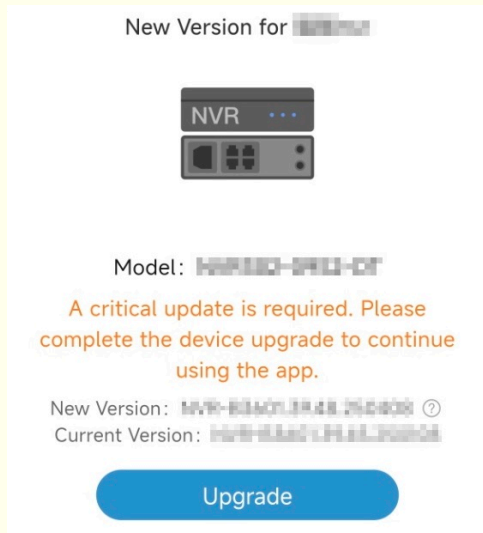 New Version for
NVR
Model:
A critical update is required. Please
complete the device upgrade to continue
using the app.
New Version:
Current Version:
Upgrade